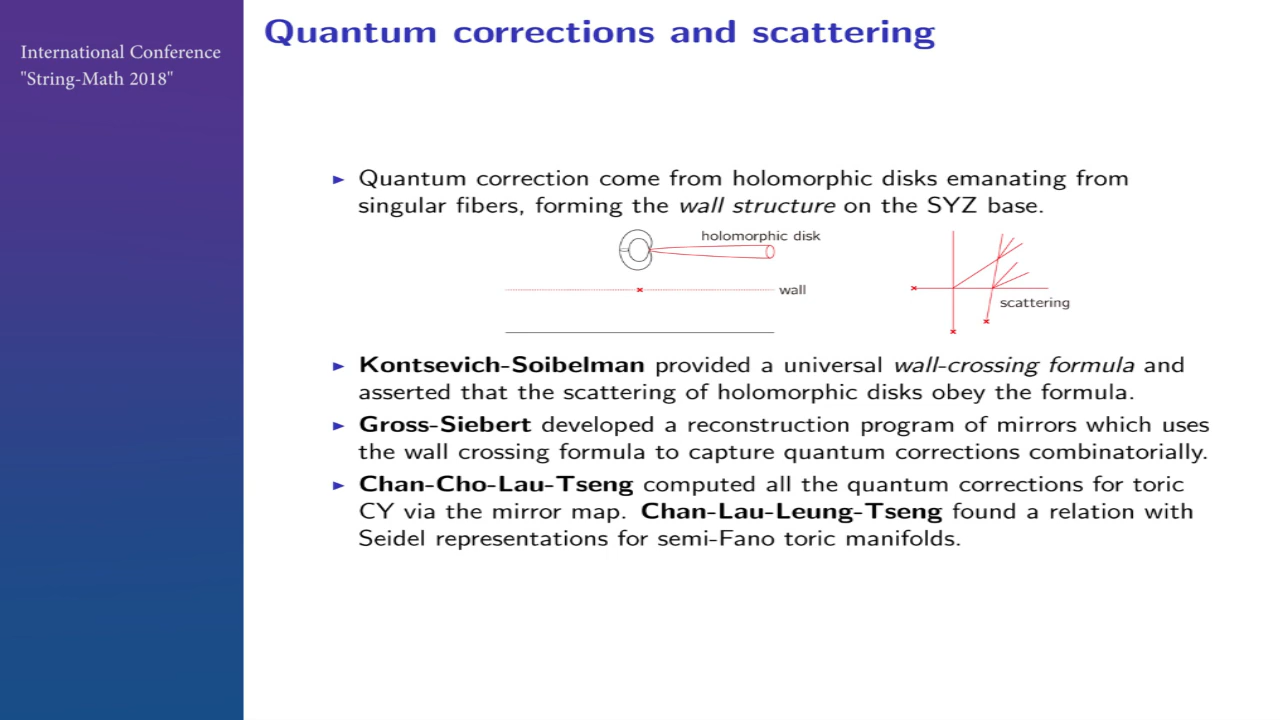 International Conference
"String-Math 2018"
Quantum corrections and scattering
Quantum correction come from holomorphic disks emanating from
singular fibers, forming the wall structure on the SYZ base.
holomorphic disk
wall
scattering
Kontsevich-Soibelman provided a universal wall-crossing formula and
asserted that the scattering of holomorphic disks obey the formula.
Gross-Siebert developed a reconstruction program of mirrors which uses
the wall crossing formula to capture quantum corrections combinatorially.
Chan-Cho-Lau-Tseng computed all the quantum corrections for toric
CY via the mirror map. Chan-Lau-Leung-Tseng found a relation with
Seidel representations for semi-Fano toric manifolds.